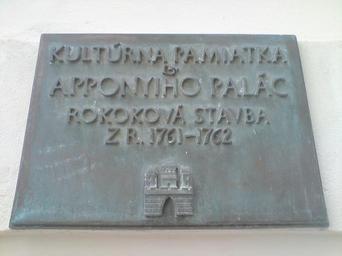 KULTÚRNA PAMIATKA
APPONYIHO PALÁC
ROKOKOVÁ STAVBA
Z R. 1761-1762